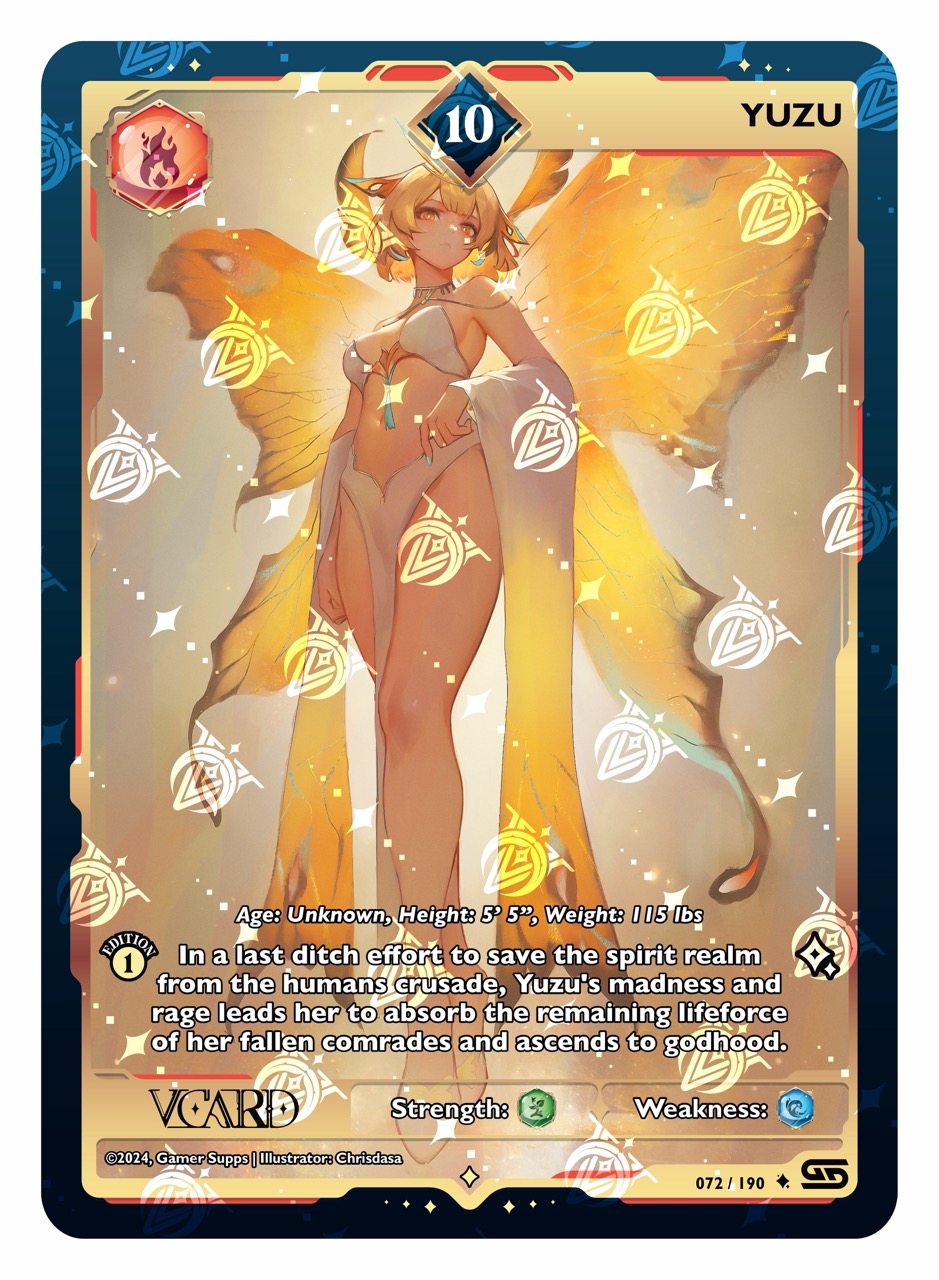 10
YUZU
Age: Unknown, Height: 5' 5”, Weight: 115 lbs
EDITION
1
In a last ditch effort to save the spirit realm
from the humans crusade, Yuzu's madness and
rage leads her to absorb the remaining lifeforce
of her fallen comrades and ascends to godhood.
VCARD
Strength:
Weakness:
©2024, Gamer Supps | Illustrator: Chrisdasa
072 / 190
GS